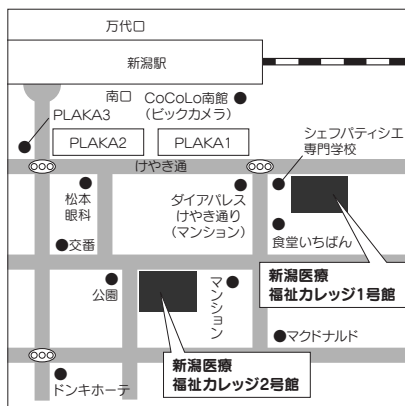 万代口
新潟駅
南口
CoCoLo南館
(ビックカメラ)
PLAKA3
PLAKA2
PLAKA1
シェフパティシエ
専門学校
けやき通
松本
眼科
ダイアパレス
けやき通り
(マンション)
食堂いちばん
交番
新潟医療
福祉カレッジ1号館
公園
マンション
マクドナルド
新潟医療
福祉カレッジ2号館
ドンキホーテ